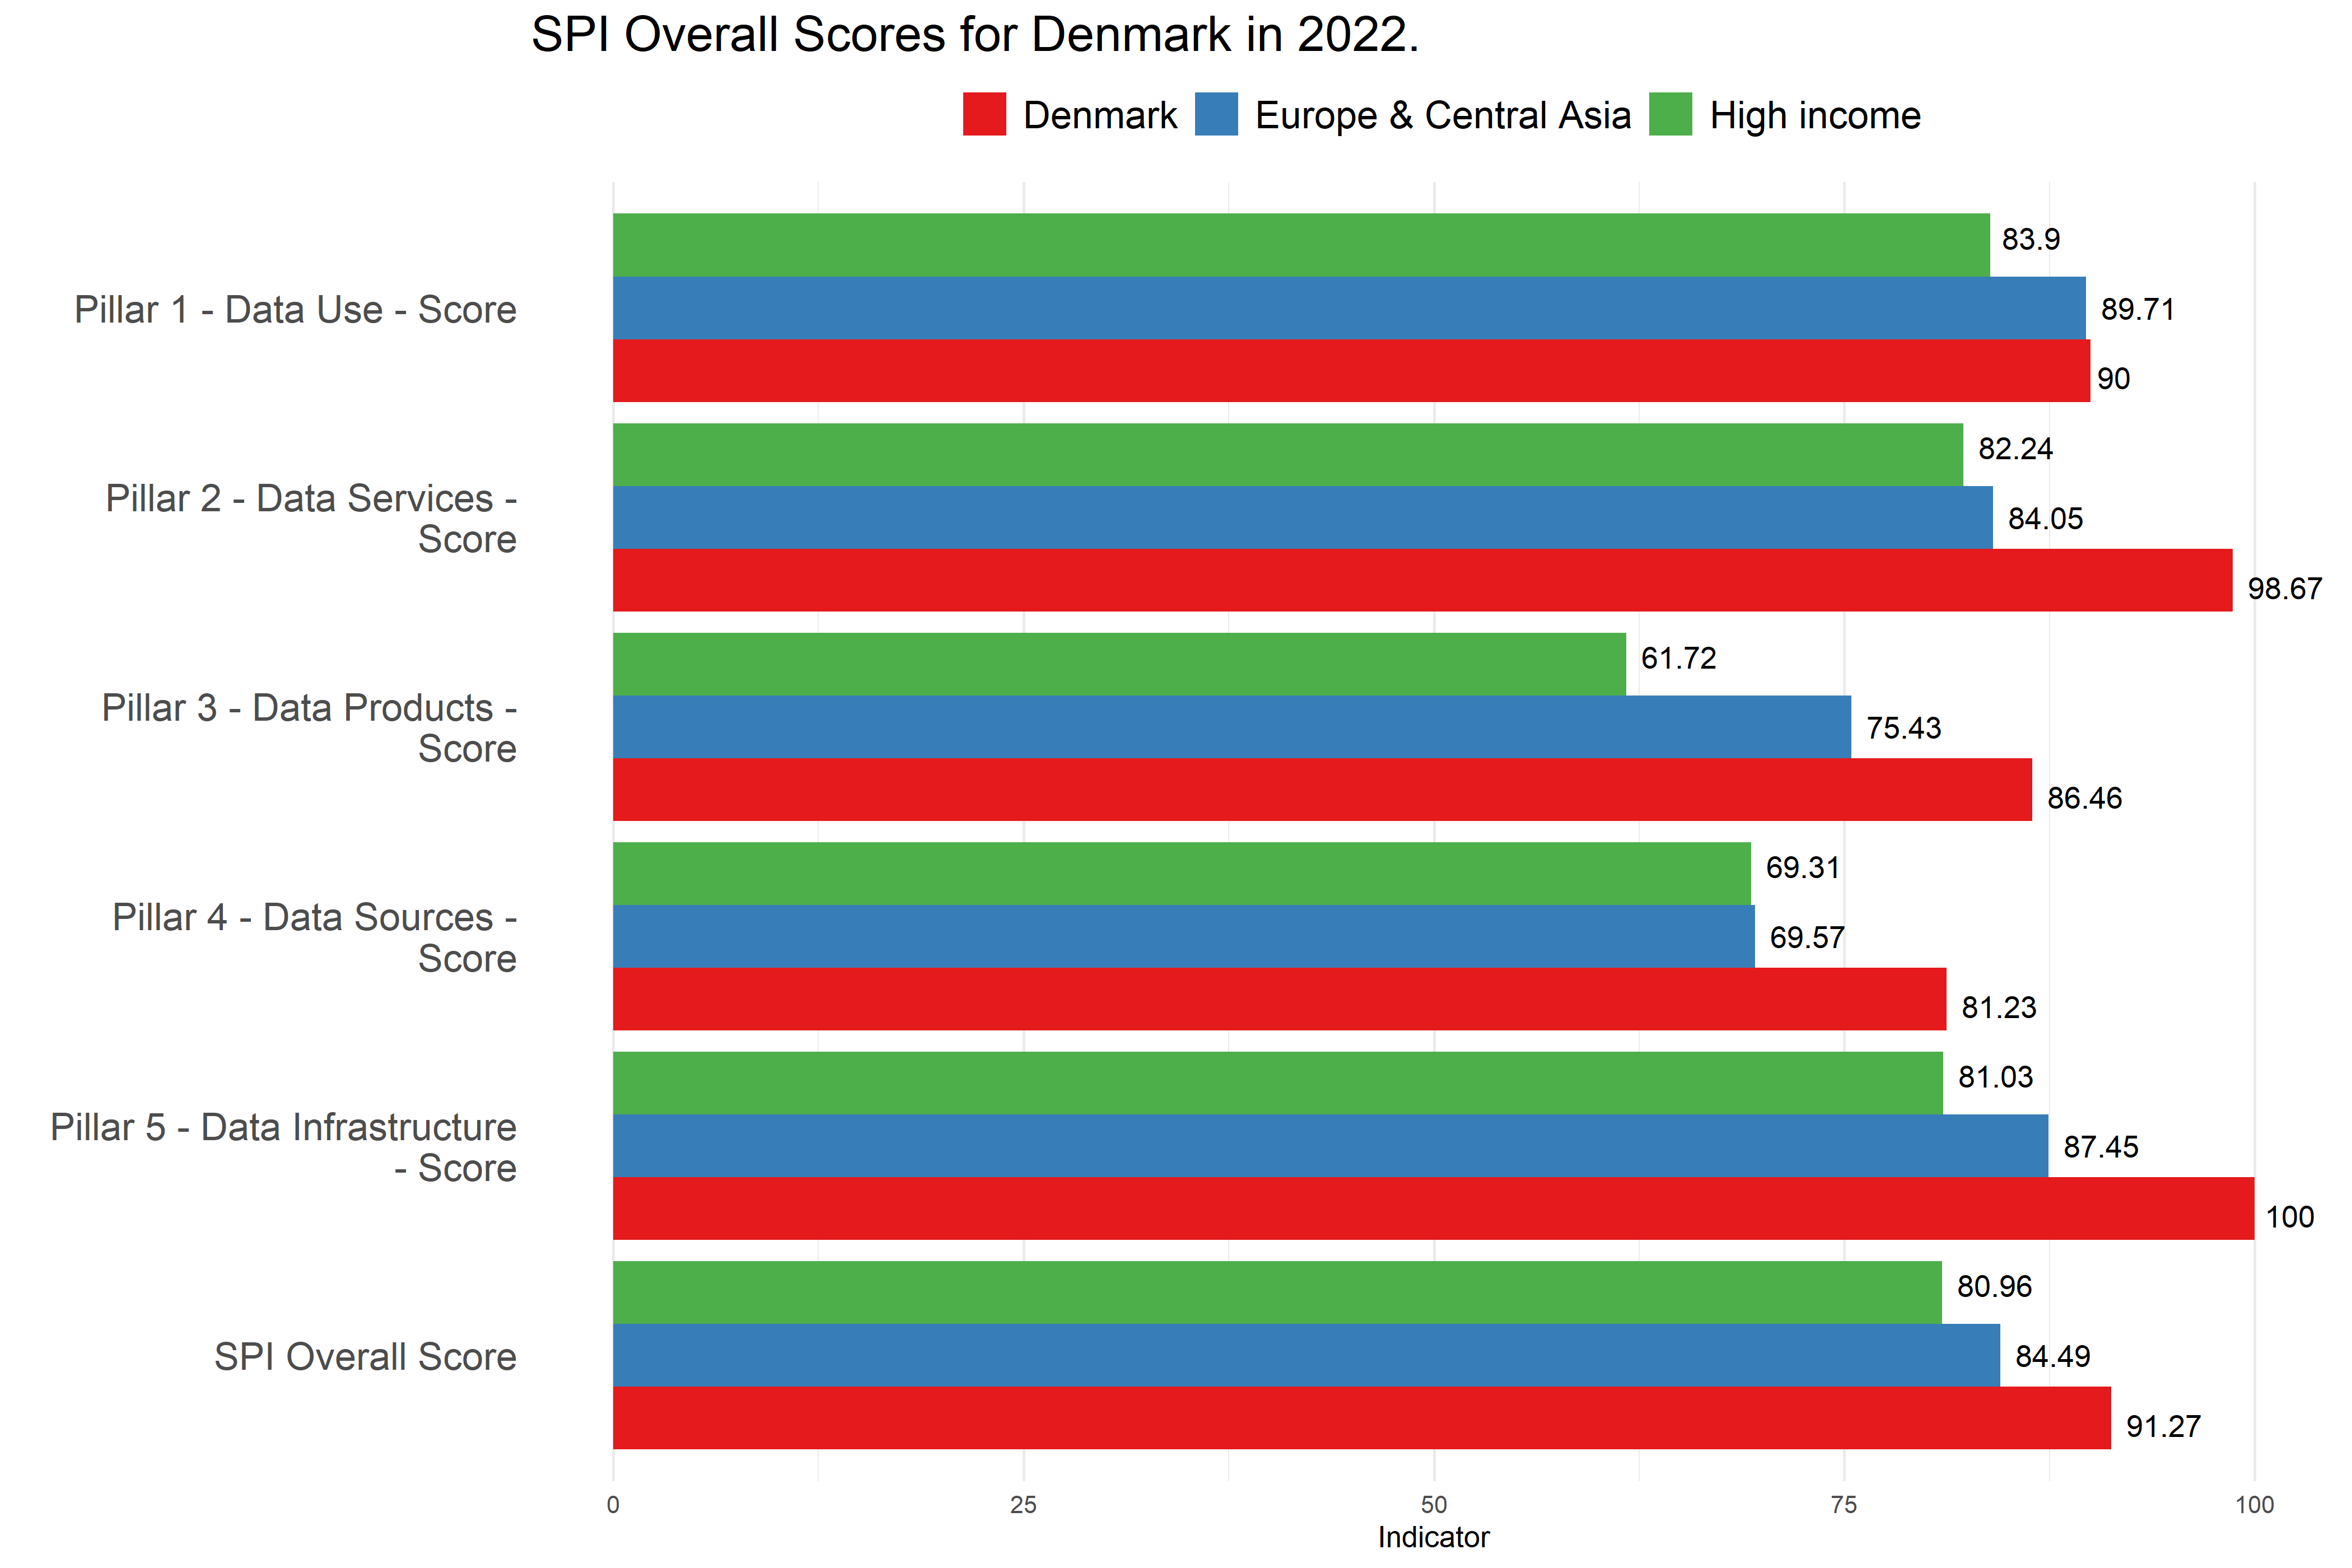 SPI Overall Scores for Denmark in 2022.
Denmark Europe & Central Asia High income
Pillar 1 - Data Use - Score
83.9
89.71
90
Pillar 2 - Data Services -
Score
82.24
84.05
98.67
Pillar 3 - Data Products -
Score
61.72
75.43
86.46
Pillar 4 - Data Sources -
Score
69.31
69.57
81.23
Pillar 5 - Data Infrastructure
- Score
81.03
87.45
100
SPI Overall Score
80.96
84.49
91.27
0 25 50 75 100
Indicator